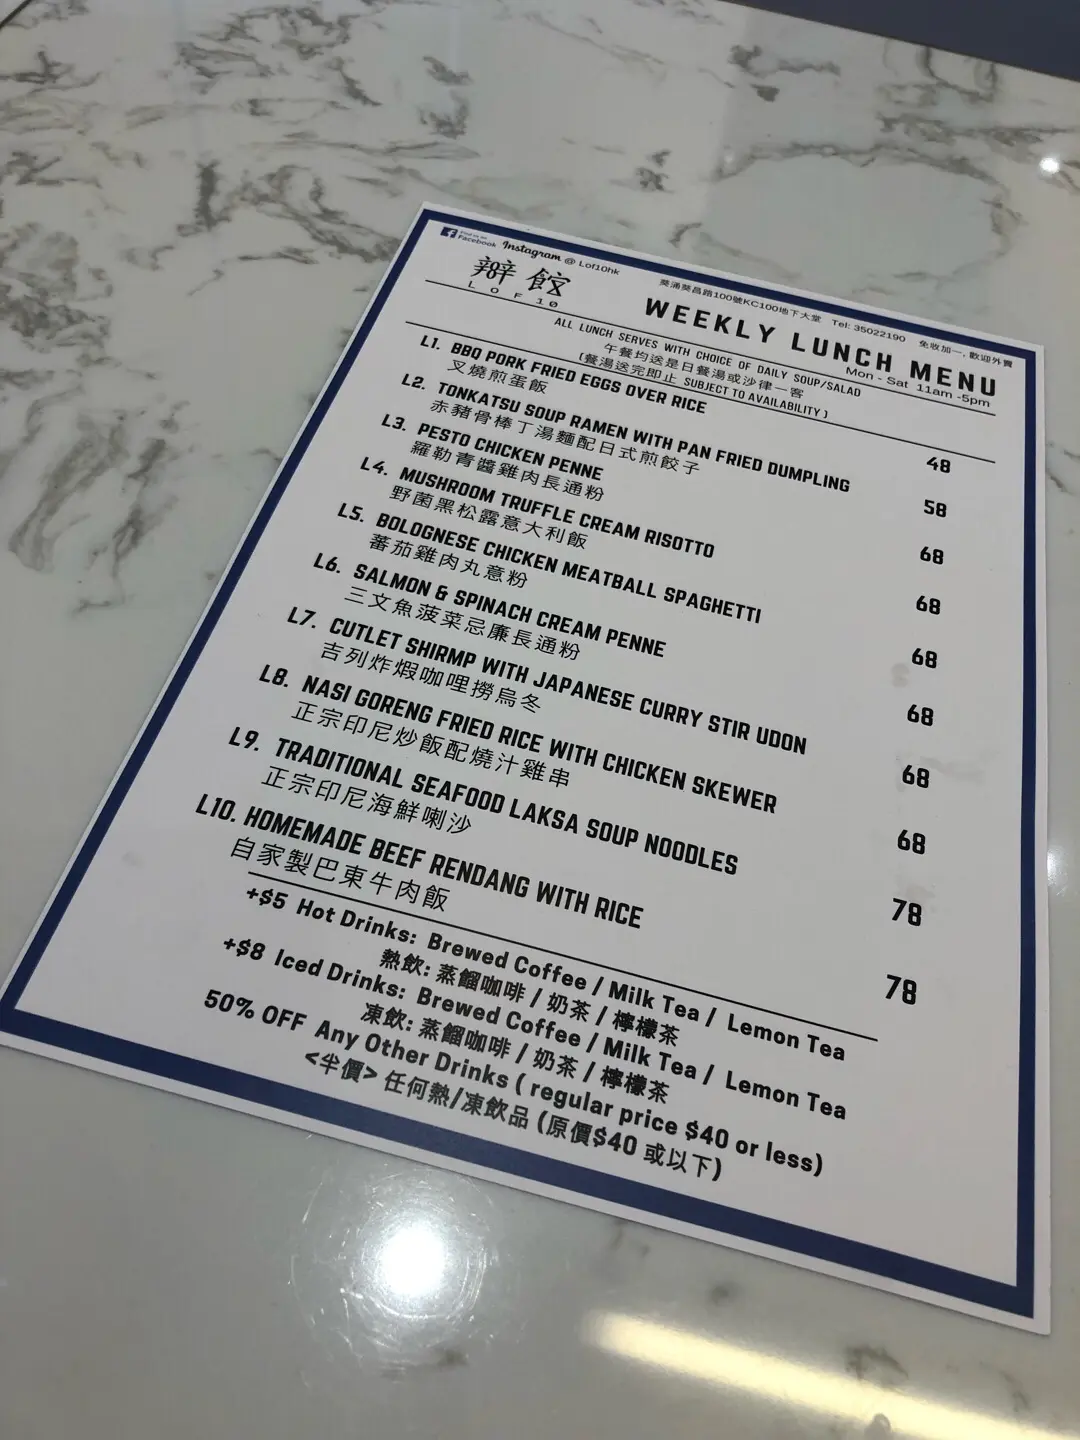 Find us on
Facebook
Instagram @ Lof10hk
葵涌葵昌路100號KC100地下大堂 Tel: 35022190 免收加一, 歡迎外賣
辦館
LOF10
WEEKLY LUNCH MENU
Mon - Sat 11am -5pm
ALL LUNCH SERVES WITH CHOICE OF DAILY SOUP/SALAD
午餐均送是日餐湯或沙律一客
(餐湯送完即止 SUBJECT TO AVAILABILITY )
L1. BBQ PORK FRIED EGGS OVER RICE 48
叉燒煎蛋飯
L2. TONKATSU SOUP RAMEN WITH PAN FRIED DUMPLING 58
赤豬骨棒丁湯麵配日式煎餃子
L3. PESTO CHICKEN PENNE 68
羅勒青醬雞肉長通粉
L4. MUSHROOM TRUFFLE CREAM RISOTTO 68
野菌黑松露意大利飯
L5. BOLOGNESE CHICKEN MEATBALL SPAGHETTI 68
蕃茄雞肉丸意粉
L6. SALMON & SPINACH CREAM PENNE 68
三文魚菠菜忌廉長通粉
L7. CUTLET SHIRMP WITH JAPANESE CURRY STIR UDON 68
吉列炸煆咖哩撈烏冬
L8. NASI GORENG FRIED RICE WITH CHICKEN SKEWER 68
正宗印尼炒飯配燒汁雞串
L9. TRADITIONAL SEAFOOD LAKSA SOUP NOODLES 78
正宗印尼海鮮喇沙
L10. HOMEMADE BEEF RENDANG WITH RICE 78
自家製巴東牛肉飯
+$5 Hot Drinks: Brewed Coffee / Milk Tea / Lemon Tea
熱飲: 蒸餾咖啡 / 奶茶 / 檸檬茶
+$8 Iced Drinks: Brewed Coffee / Milk Tea / Lemon Tea
凍飲: 蒸餾咖啡 / 奶茶 / 檸檬茶
50% OFF Any Other Drinks ( regular price $40 or less)
<半價> 任何熱/凍飲品 (原價$40 或以下)